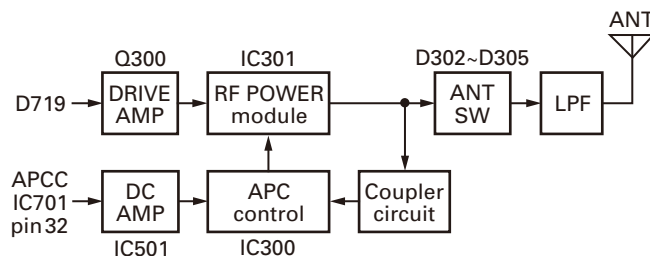 ANT
Q300
IC301
D302~D305
D719
DRIVE
AMP
RF POWER
module
ANT
SW
LPF
APCC
IC701
pin 32
DC
AMP
APC
control
Coupler
circuit
IC501
IC300